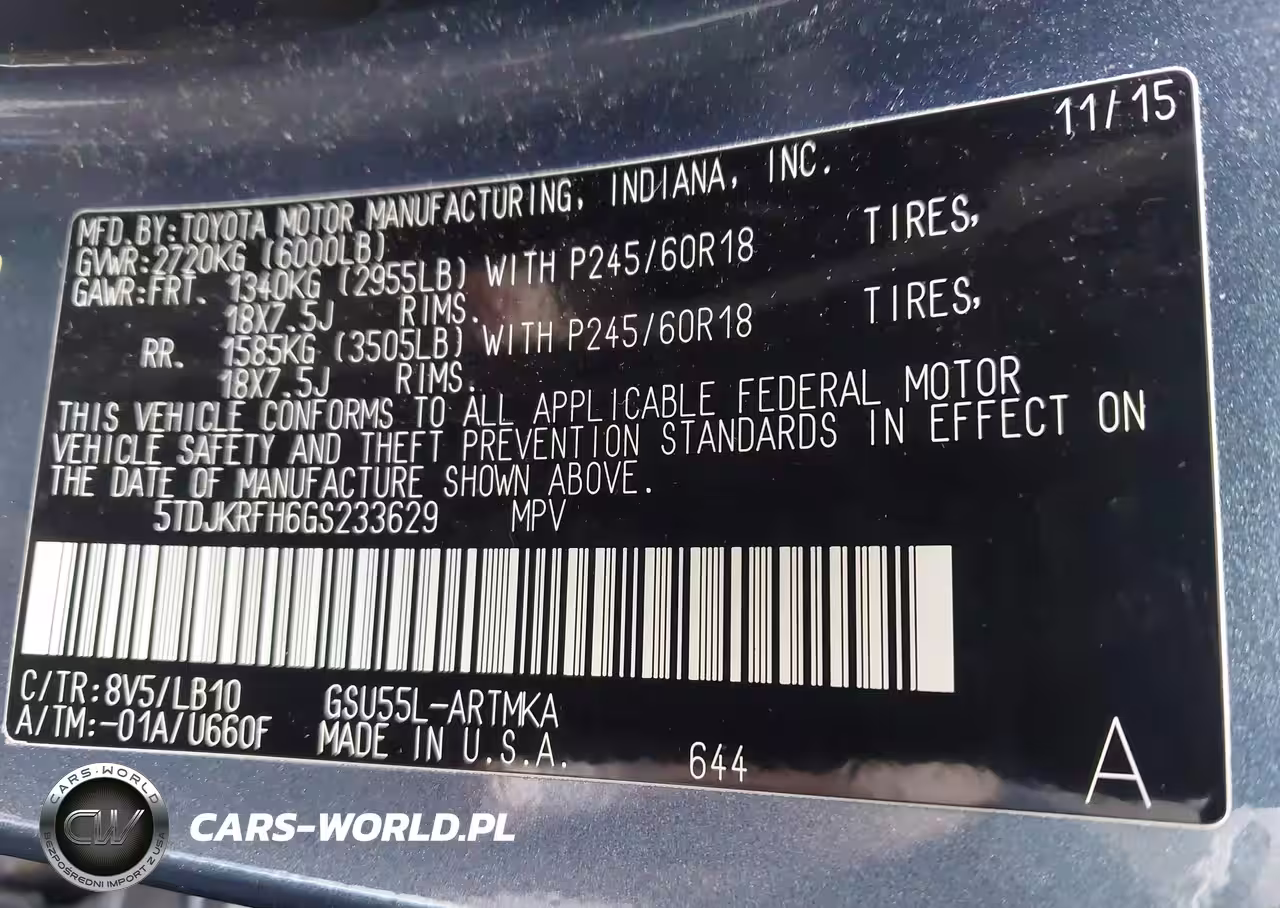 11/15
MFD. BY: TOYOTA MOTOR MANUFACTURING, INDIANA, INC.
GVWR: 2720KG (6000LB)
GAWR: FRT. 1340KG (2955LB) WITH P245/60R18 TIRES,
18X7.5J RIMS.
RR. 1585KG (3505LB) WITH P245/60R18 TIRES,
18X7.5J RIMS.
THIS VEHICLE CONFORMS TO ALL APPLICABLE FEDERAL MOTOR
VEHICLE SAFETY AND THEFT PREVENTION STANDARDS IN EFFECT ON
THE DATE OF MANUFACTURE SHOWN ABOVE.
5TDJKRFH6GS233629 MPV
C/TR: 8V5/LB10 GSU55L-ARTMKA
A/TM: -01A/U660F MADE IN U.S.A. 644 A
CARS-WORLD
CW
BEZPOŚREDNI IMPORT Z USA
CARS-WORLD.PL